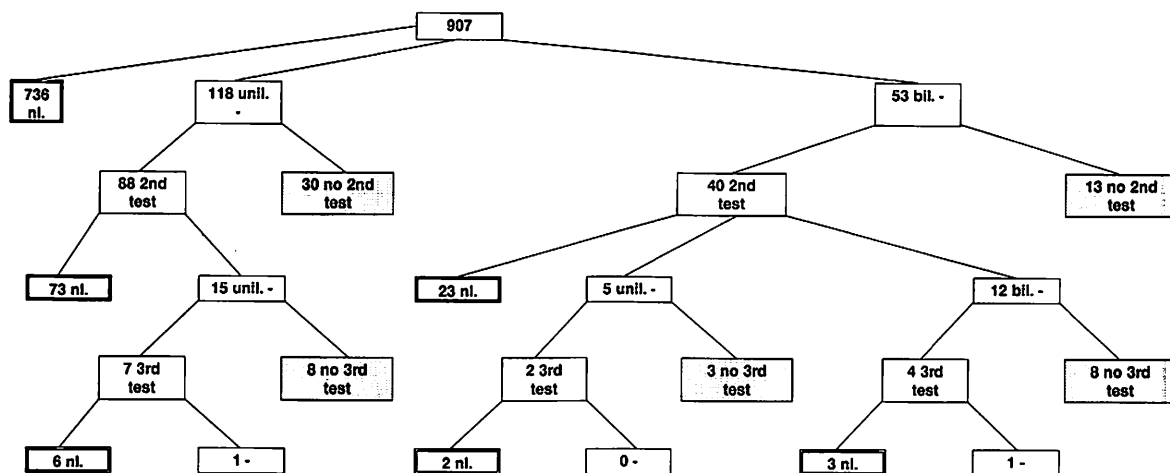 907
736
nl.
118 unil.
-
53 bil. -
88 2nd
test
30 no 2nd
test
40 2nd
test
13 no 2nd
test
73 nl.
15 unil. -
23 nl.
5 unil. -
12 bil. -
7 3rd
test
8 no 3rd
test
2 3rd
test
3 no 3rd
test
4 3rd
test
8 no 3rd
test
6 nl.
1 -
2 nl.
0 -
3 nl.
1 -